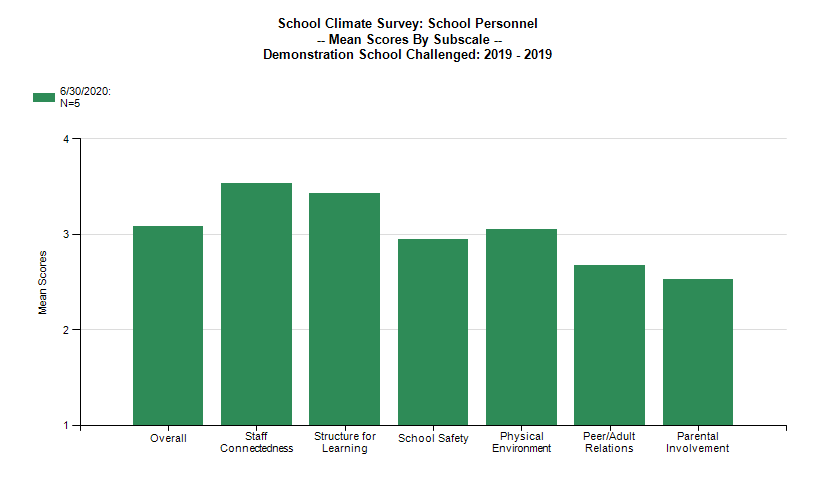 School Climate Survey: School Personnel
-- Mean Scores By Subscale --
Demonstration School Challenged: 2019 - 2019
6/30/2020:
N=5
4
3
2
1
Mean Scores
Overall
Staff
Connectedness
Structure for
Learning
School Safety
Physical
Environment
Peer/Adult
Relations
Parental
Involvement